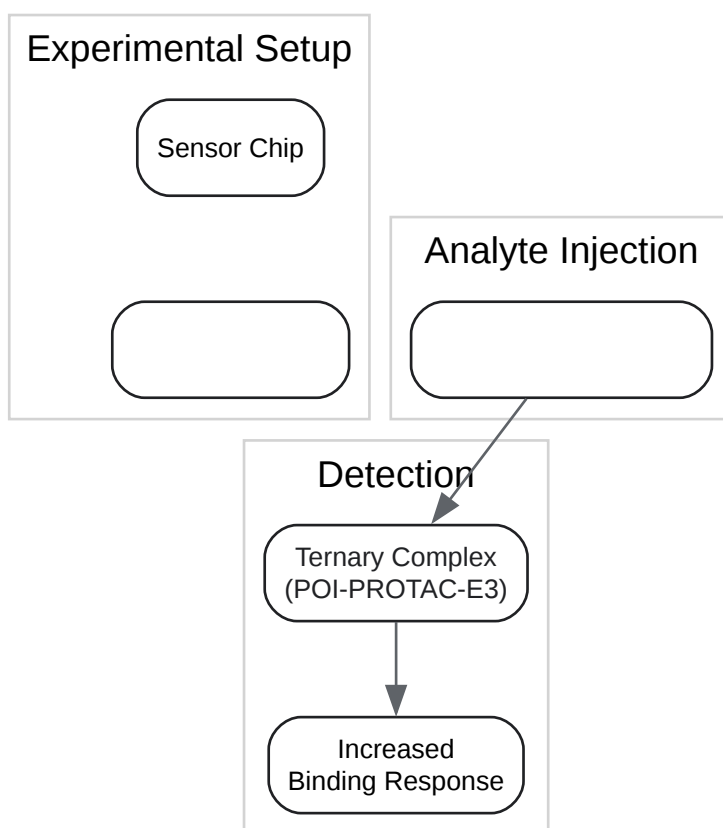 Experimental Setup
Sensor Chip
Analyte Injection
Detection
Ternary Complex
(POI-PROTAC-E3)
Increased
Binding Response